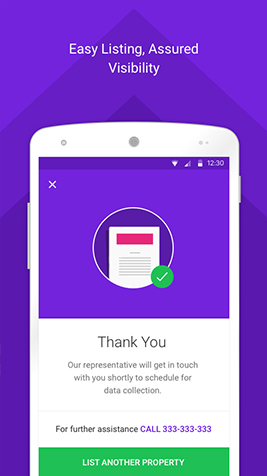 Easy Listing, Assured
Visibility
12:30
Thank You
Our representative will get in touch
with you shortly to schedule for
data collection.
For further assistance CALL 333-333-333
LIST ANOTHER PROPERTY